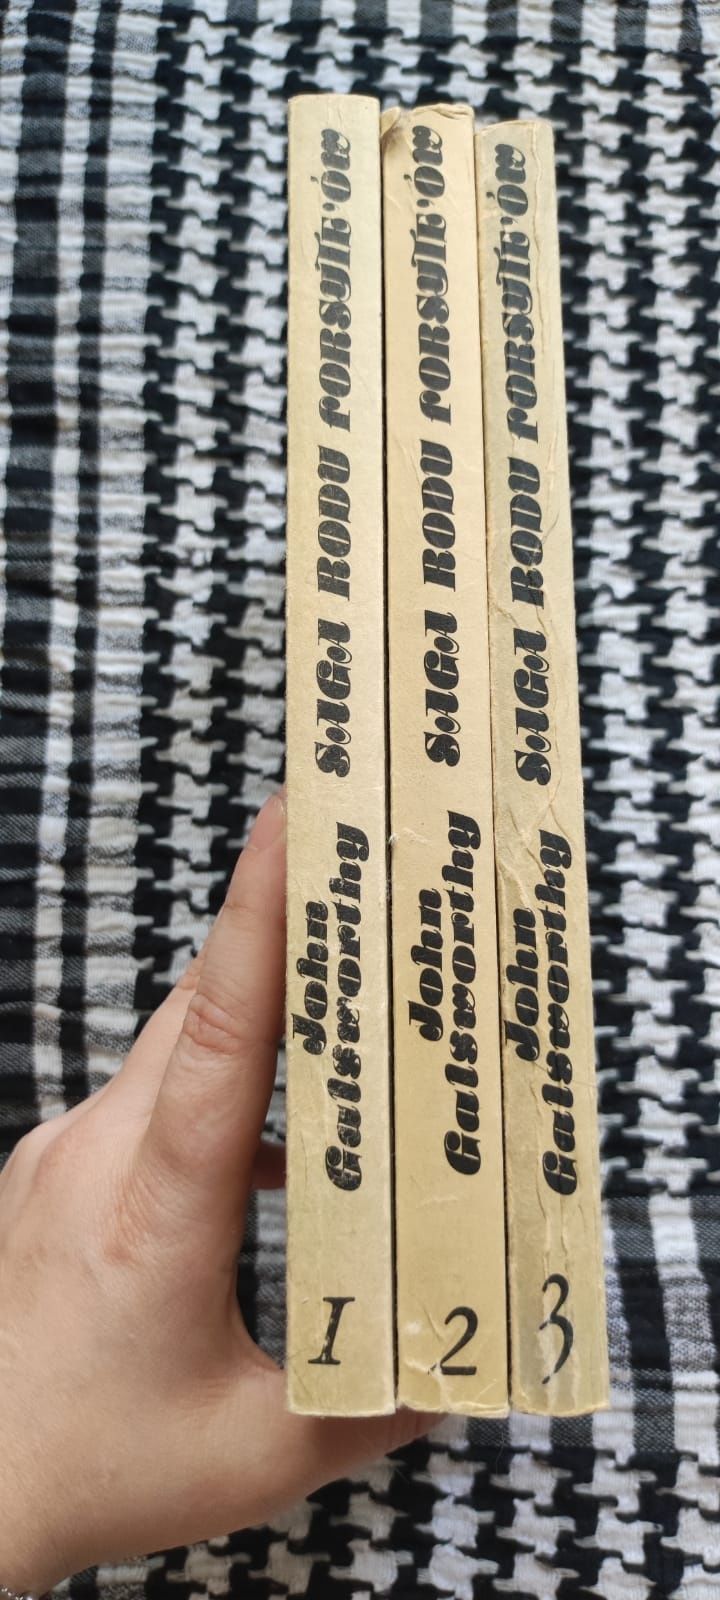 John
Galsworthy
SAGA RODU FORSYTE'ÓW
1
John
Galsworthy
SAGA RODU FORSYTE'ÓW
2
John
Galsworthy
SAGA RODU FORSYTE'ÓW
3